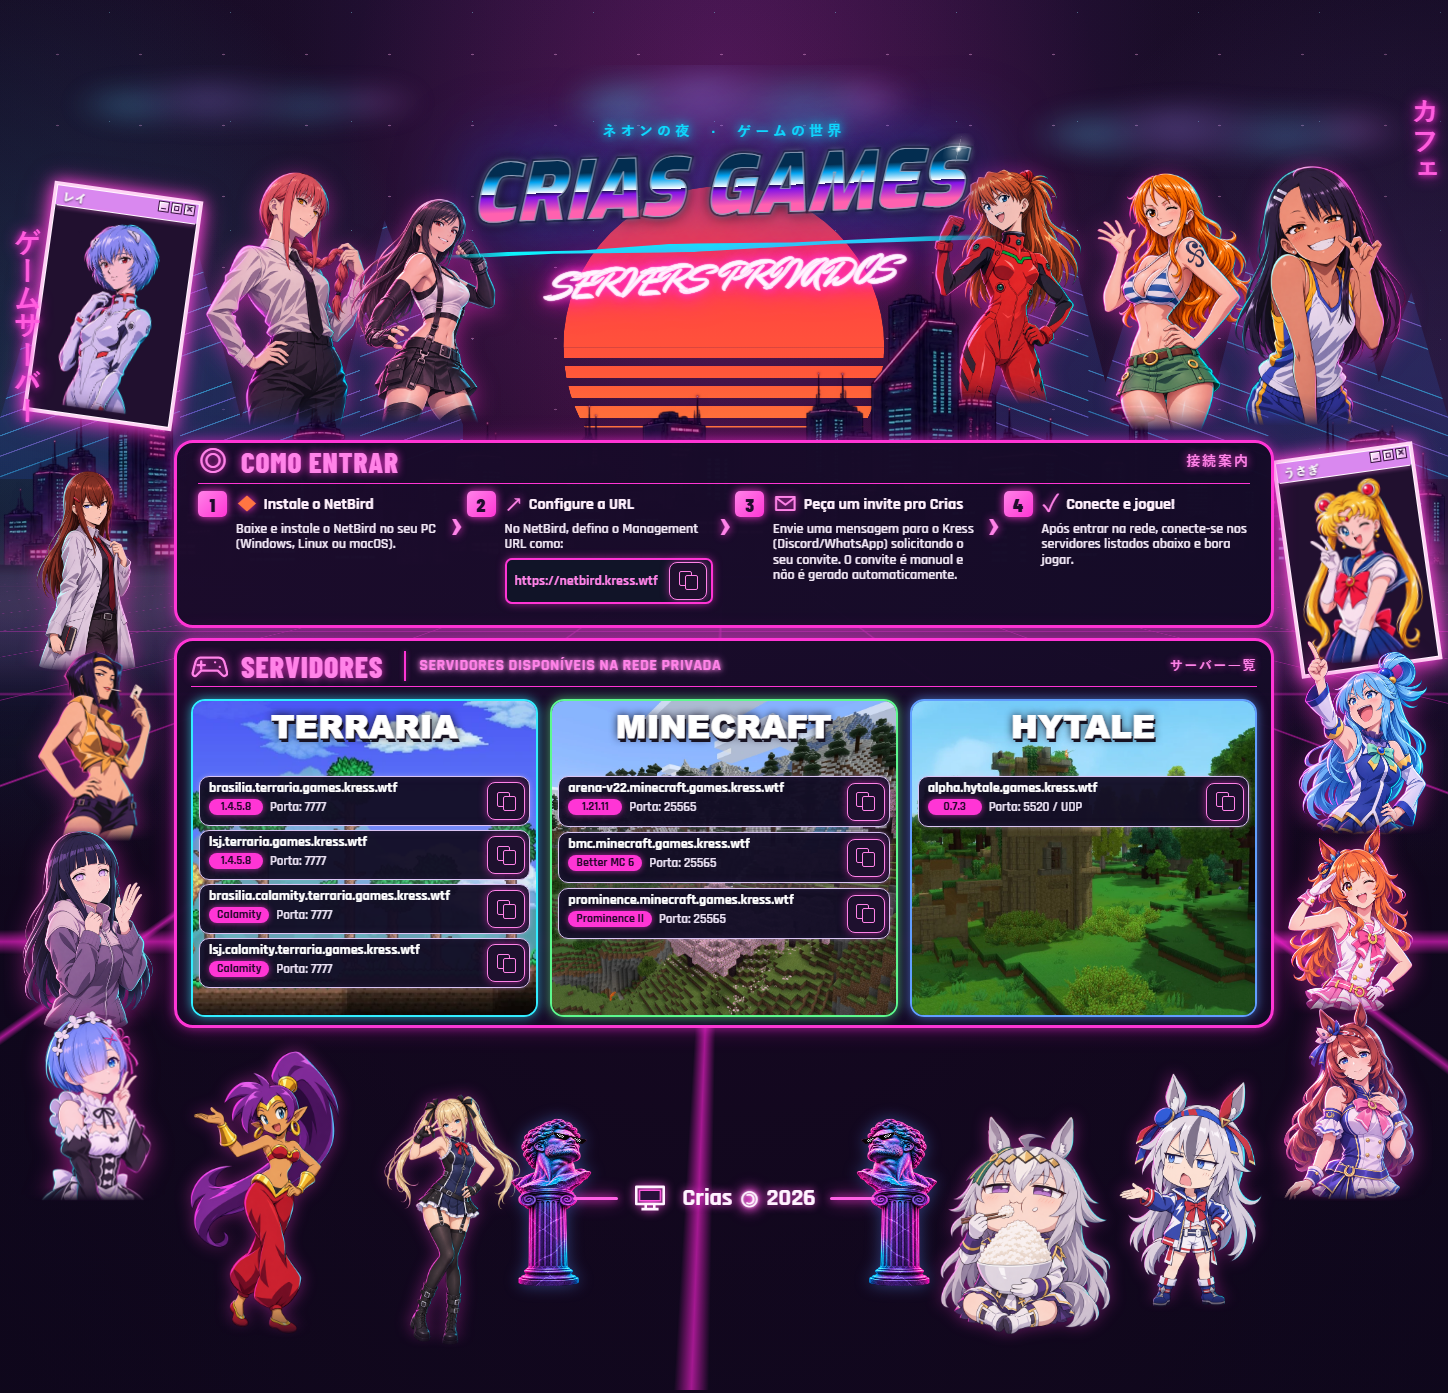 ネオンの夜 · ゲームの世界
CRIAS GAMES
SERVERS PRIVADOS
カフェ
レイ
ゲームサーバー
COMO ENTRAR
接続案内
1 Instale o NetBird
Baixe e instale o NetBird no seu PC
(Windows, Linux ou macOS).
2 Configure a URL
No NetBird, defina o Management
URL como:
https://netbird.kress.wtf
3 Peça um invite pro Crias
Envie uma mensagem para o Kress
(Discord/WhatsApp) solicitando o
seu convite. O convite é manual e
não é gerado automaticamente.
4 Conecte e jogue!
Após entrar na rede, conecte-se nos
servidores listados abaixo e bora
jogar.
うさぎ
SERVIDORES
SERVIDORES DISPONÍVEIS NA REDE PRIVADA
サーバー一覧
TERRARIA
brasilia.terraria.games.kress.wtf
1.4.5.8 Porta: 7777
lsj.terraria.games.kress.wtf
1.4.5.8 Porta: 7777
brasilia.calamity.terraria.games.kress.wtf
Calamity Porta: 7777
lsj.calamity.terraria.games.kress.wtf
Calamity Porta: 7777
MINECRAFT
arena-v22.minecraft.games.kress.wtf
1.21.11 Porta: 25565
bmc.minecraft.games.kress.wtf
Better MC 6 Porta: 25565
prominence.minecraft.games.kress.wtf
Prominence II Porta: 25565
HYTALE
alpha.hytale.games.kress.wtf
0.7.3 Porta: 5520 / UDP
Crias 2026